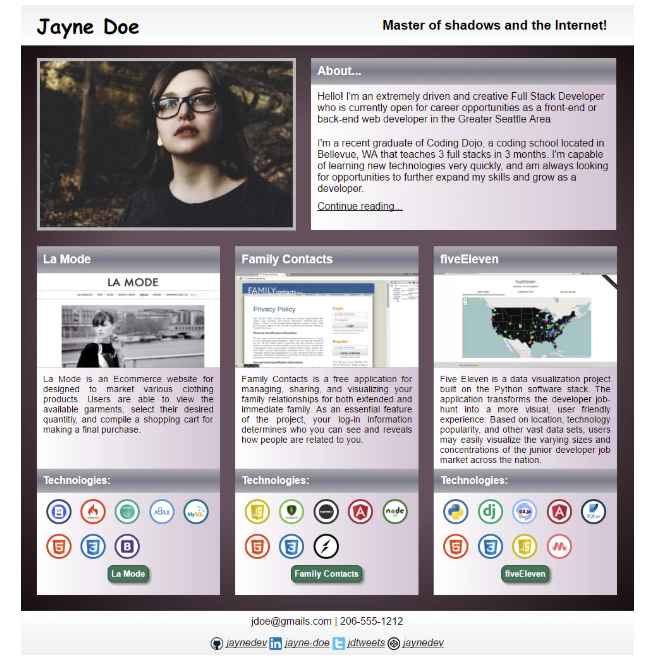 Jayne Doe
Master of shadows and the Internet!
About...
Hello! I'm an extremely driven and creative Full Stack Developer
who is currently open for career opportunities as a front-end or
back-end web developer in the Greater Seattle Area.
I'm a recent graduate of Coding Dojo, a coding school located in
Bellevue, WA that teaches 3 full stacks in 3 months. I'm capable
of learning new technologies very quickly, and am always looking
for opportunities to further expand my skills and grow as a
developer.
Continue reading...
La Mode
LA MODE
La Mode is an Ecommerce website for
designed to market various clothing
products. Users are able to view the
available garments, select their desired
quantity, and compile a shopping cart for
making a final purchase.
Technologies:
AJAX
MySQL
La Mode
Family Contacts
FAMILYcontacts
Privacy Policy
Login
Register
Family Contacts is a free application for
managing, sharing, and visualizing your
family relationships for both extended and
immediate family. As an essential feature
of the project, your log-in information
determines who you can see and reveals
how people are related to you.
Technologies:
JS
node
Family Contacts
fiveEleven
fiveEleven
Five Eleven is a data visualization project
built on the Python software stack. The
application transforms the developer job-
hunt into a more visual, user friendly
experience. Based on location, technology
popularity, and other vast data sets, users
may easily visualize the varying sizes and
concentrations of the junior developer job
market across the nation.
Technologies:
dj
JS
fiveEleven
jdoe@gmails.com | 206-555-1212
jaynedev jayne-doe jdtweets jaynedev